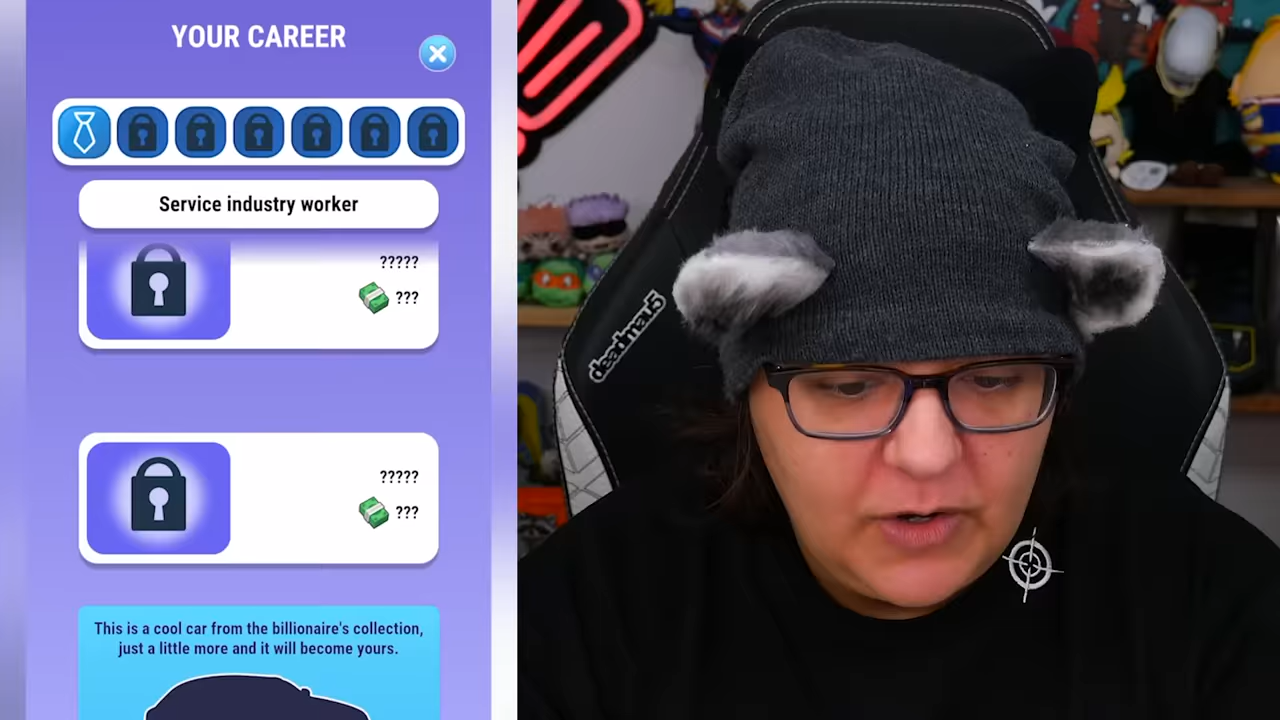 YOUR CAREER
Service industry worker
?????
???
?????
???
This is a cool car from the billionaire's collection,
just a little more and it will become yours.
deadmau5